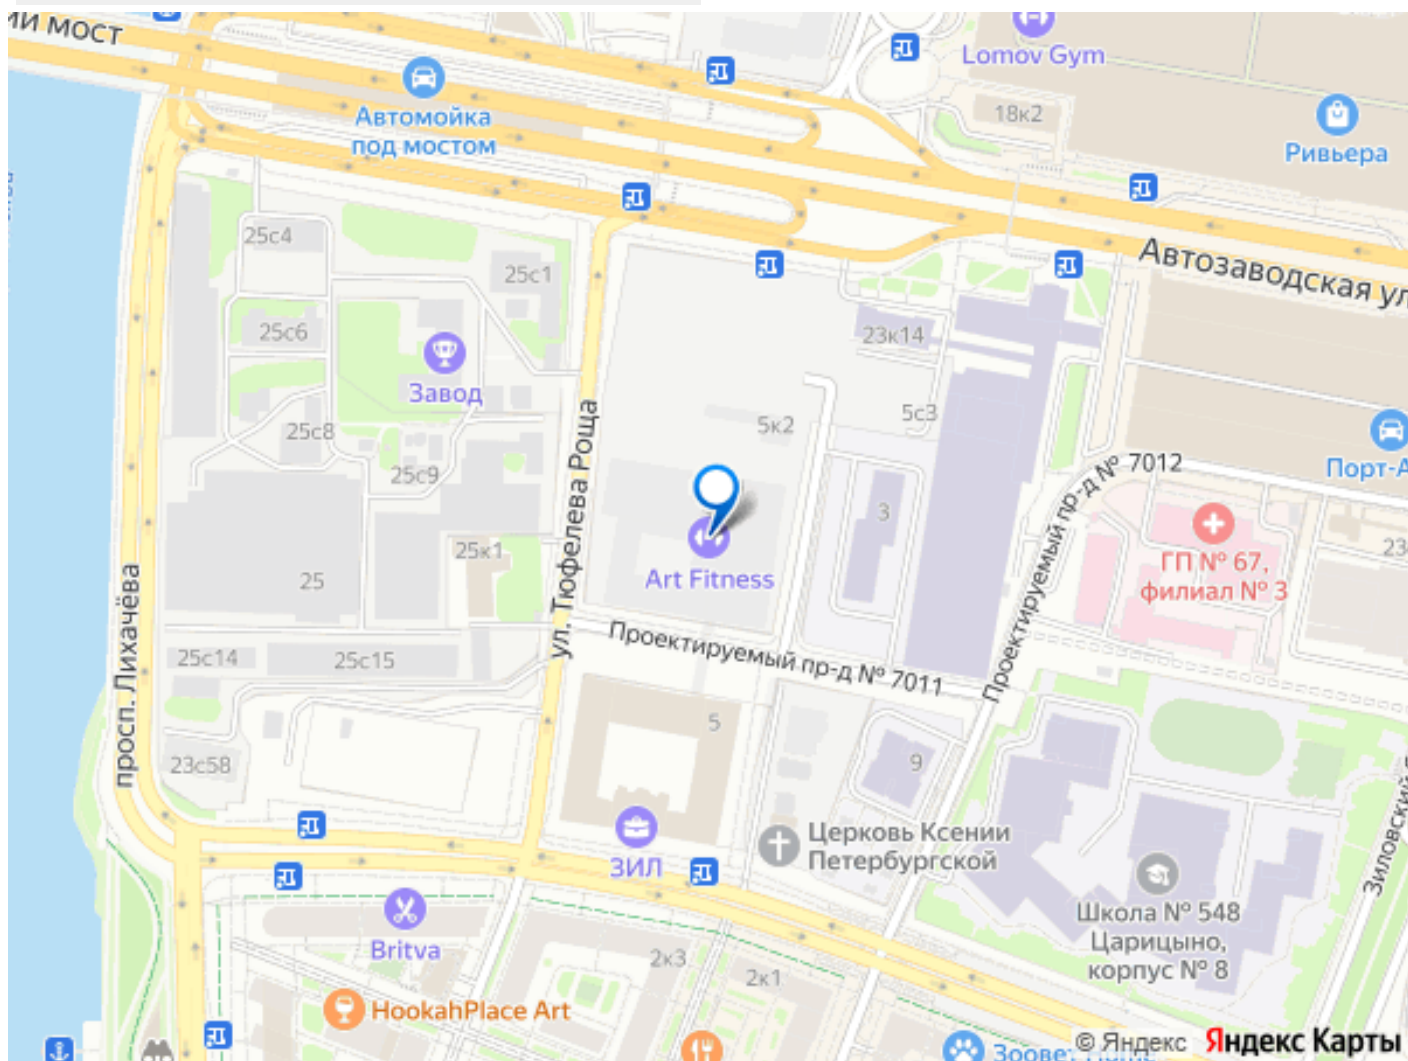 мост
Lomov Gym
Автомойка
под мостом
18к2
Ривьера
25с4
25с1
Автозаводская ул
25с6
23к14
Завод
5с3
5к2
25с8
25с9
Порт-А
Проектируемый пр-д № 7012
ул. Тюфелева Роща
3
25к1
25
Art Fitness
ГП № 67,
филиал № 3
23
просп. Лихачёва
Проектируемый пр-д № 7011
25с14
25с15
5
9
23с58
Церковь Ксении
Петербургской
ЗИЛ
Зиловский
Школа № 548
Царицыно,
корпус № 8
Britva
2к3
2к1
HookahPlace Art
Зоовет
© Яндекс Яндекс Карты